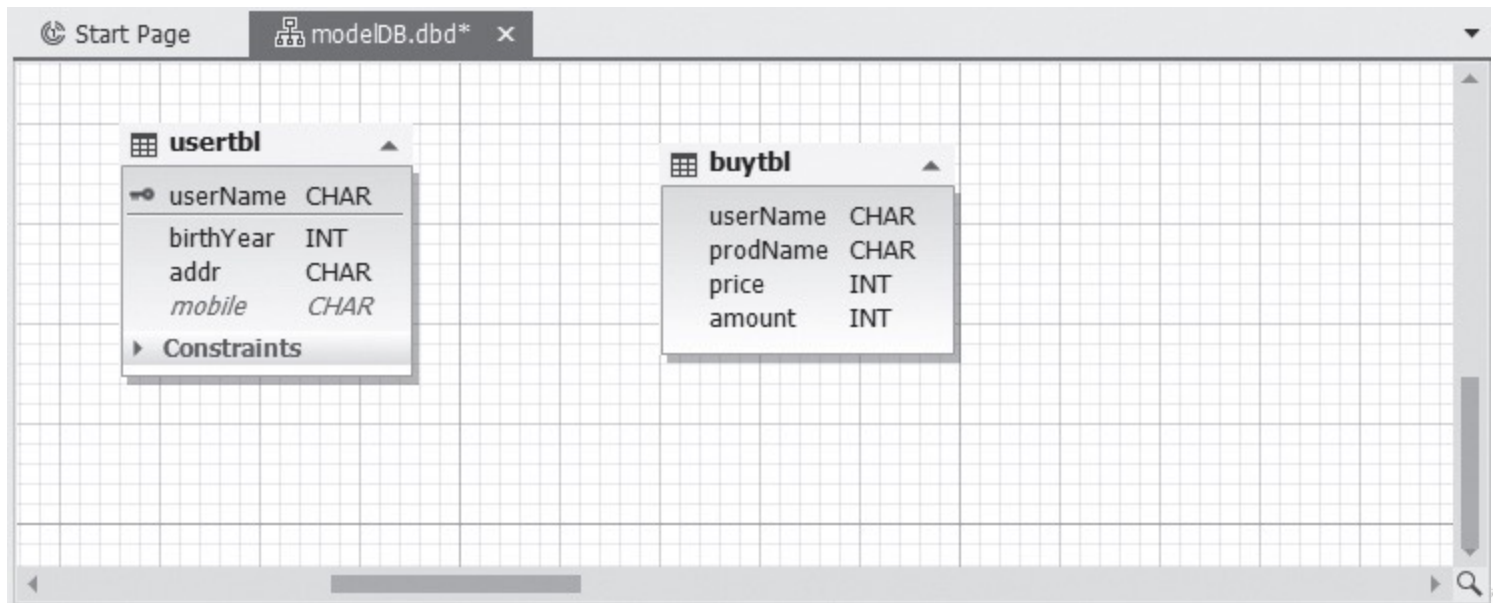 Start Page modelDB.dbd*
usertbl
userName CHAR
birthYear INT
addr CHAR
mobile CHAR
Constraints
buytbl
userName CHAR
prodName CHAR
price INT
amount INT